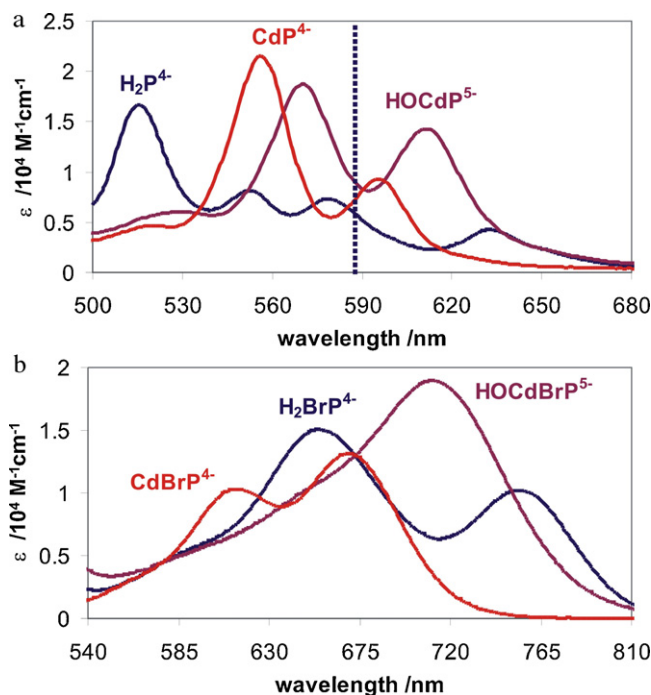 a
2.5
2
1.5
1
0.5
0
ε /10⁴ M⁻¹cm⁻¹
H₂P⁴⁻
CdP⁴⁻
HOCdP⁵⁻
500 530 560 590 620 650 680
wavelength /nm
b
2
1.5
1
0.5
0
ε /10⁴ M⁻¹cm⁻¹
CdBrP⁴⁻
H₂BrP⁴⁻
HOCdBrP⁵⁻
540 585 630 675 720 765 810
wavelength /nm